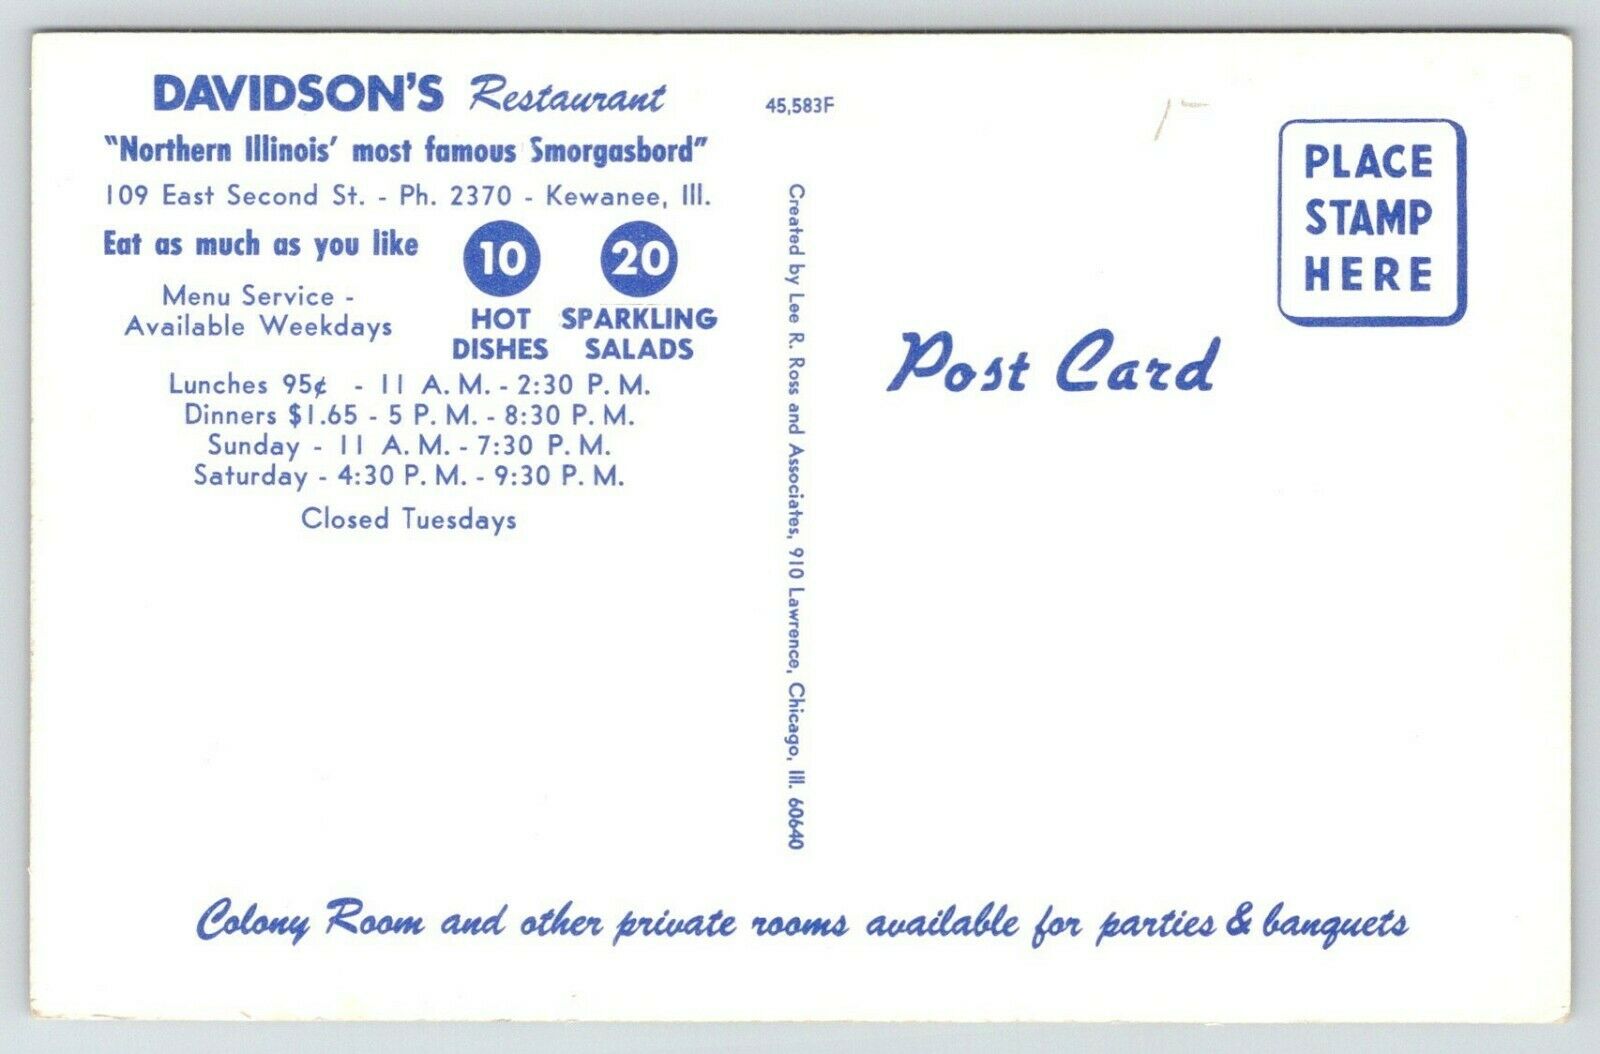 DAVIDSON'S Restaurant
"Northern Illinois' most famous Smorgasbord"
109 East Second St. - Ph. 2370 - Kewanee, Ill.
Eat as much as you like
Menu Service -
Available Weekdays
10
HOT
DISHES
20
SPARKLING
SALADS
Lunches 95¢ - 11 A. M. - 2:30 P. M.
Dinners $1.65 - 5 P. M. - 8:30 P. M.
Sunday - 11 A. M. - 7:30 P. M.
Saturday - 4:30 P. M. - 9:30 P. M.
Closed Tuesdays
45,583F
Created by Lee R. Ross and Associates, 910 Lawrence, Chicago, Ill. 60640
PLACE
STAMP
HERE
Post Card
Colony Room and other private rooms available for parties & banquets